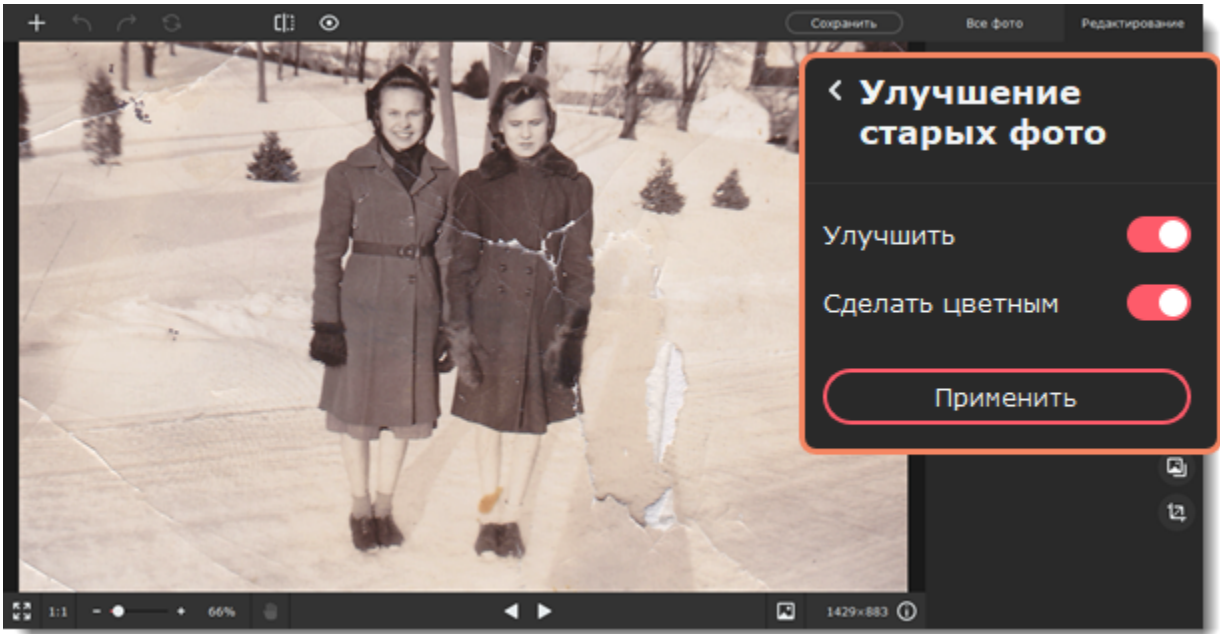 Сохранить
Все фото
Редактирование
Улучшение
старых фото
Улучшить
Сделать цветным
Применить
1:1
66%
1429×883